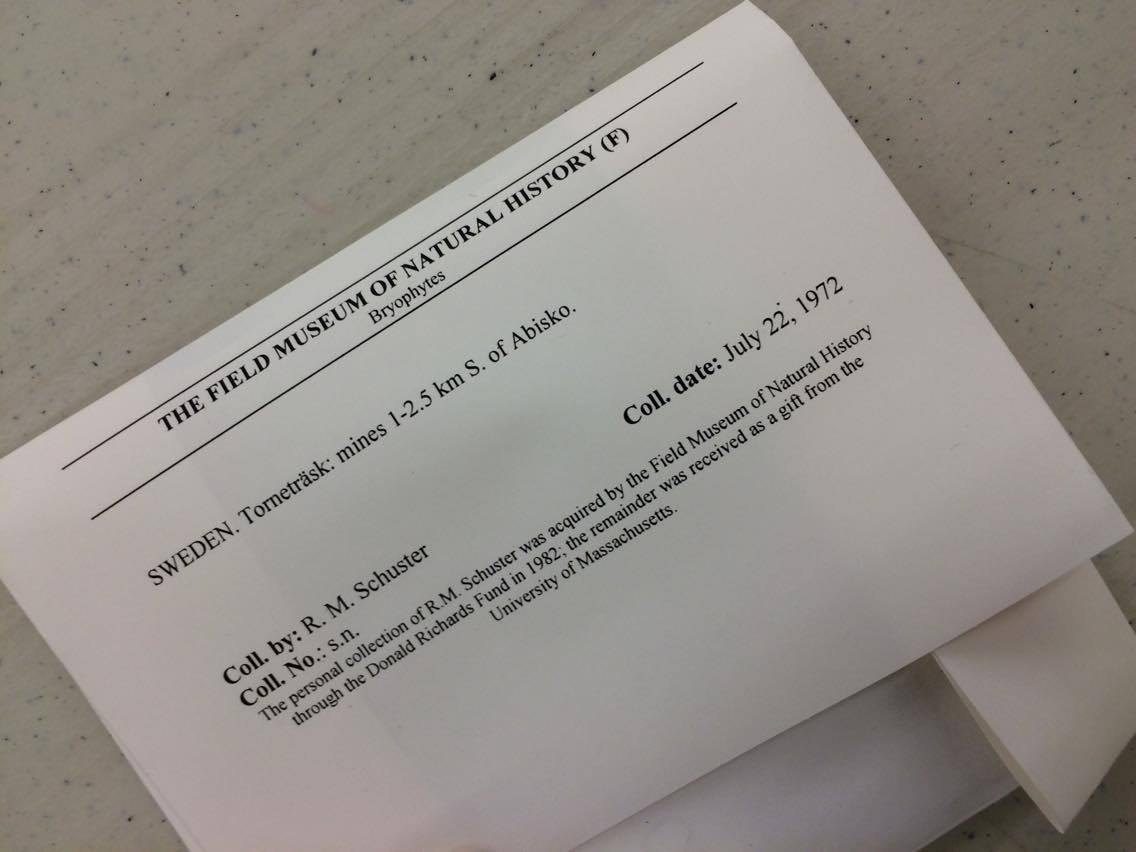 THE FIELD MUSEUM OF NATURAL HISTORY (F)
Bryophytes
SWEDEN. Torneträsk: mines 1-2.5 km S. of Abisko.
Coll. by: R. M. Schuster
Coll. date: July 22, 1972
Coll. No.: s.n.
The personal collection of R.M. Schuster was acquired by the Field Museum of Natural History
through the Donald Richards Fund in 1982; the remainder was received as a gift from the
University of Massachusetts.